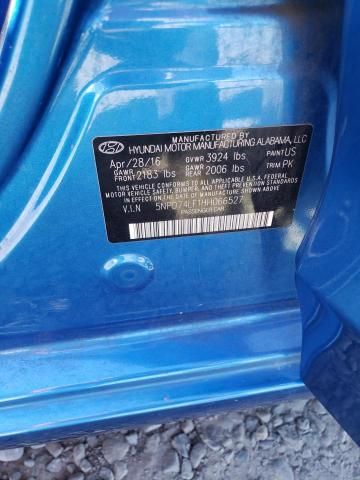 MANUFACTURED BY
HYUNDAI MOTOR MANUFACTURING ALABAMA, LLC
Apr/28/16 GVWR 3924 lbs PAINT US
GAWR FRONT 2183 lbs GAWR REAR 2006 lbs TRIM PK
THIS VEHICLE CONFORMS TO ALL APPLICABLE U.S.A FEDERAL
MOTOR VEHICLE SAFETY, BUMPER, AND THEFT PREVENTION
STANDARDS IN EFFECT ON THE DATE OF MANUFACTURE SHOWN ABOVE.
V.I.N 5NPD74LF1HH066527
PASSENGER CAR